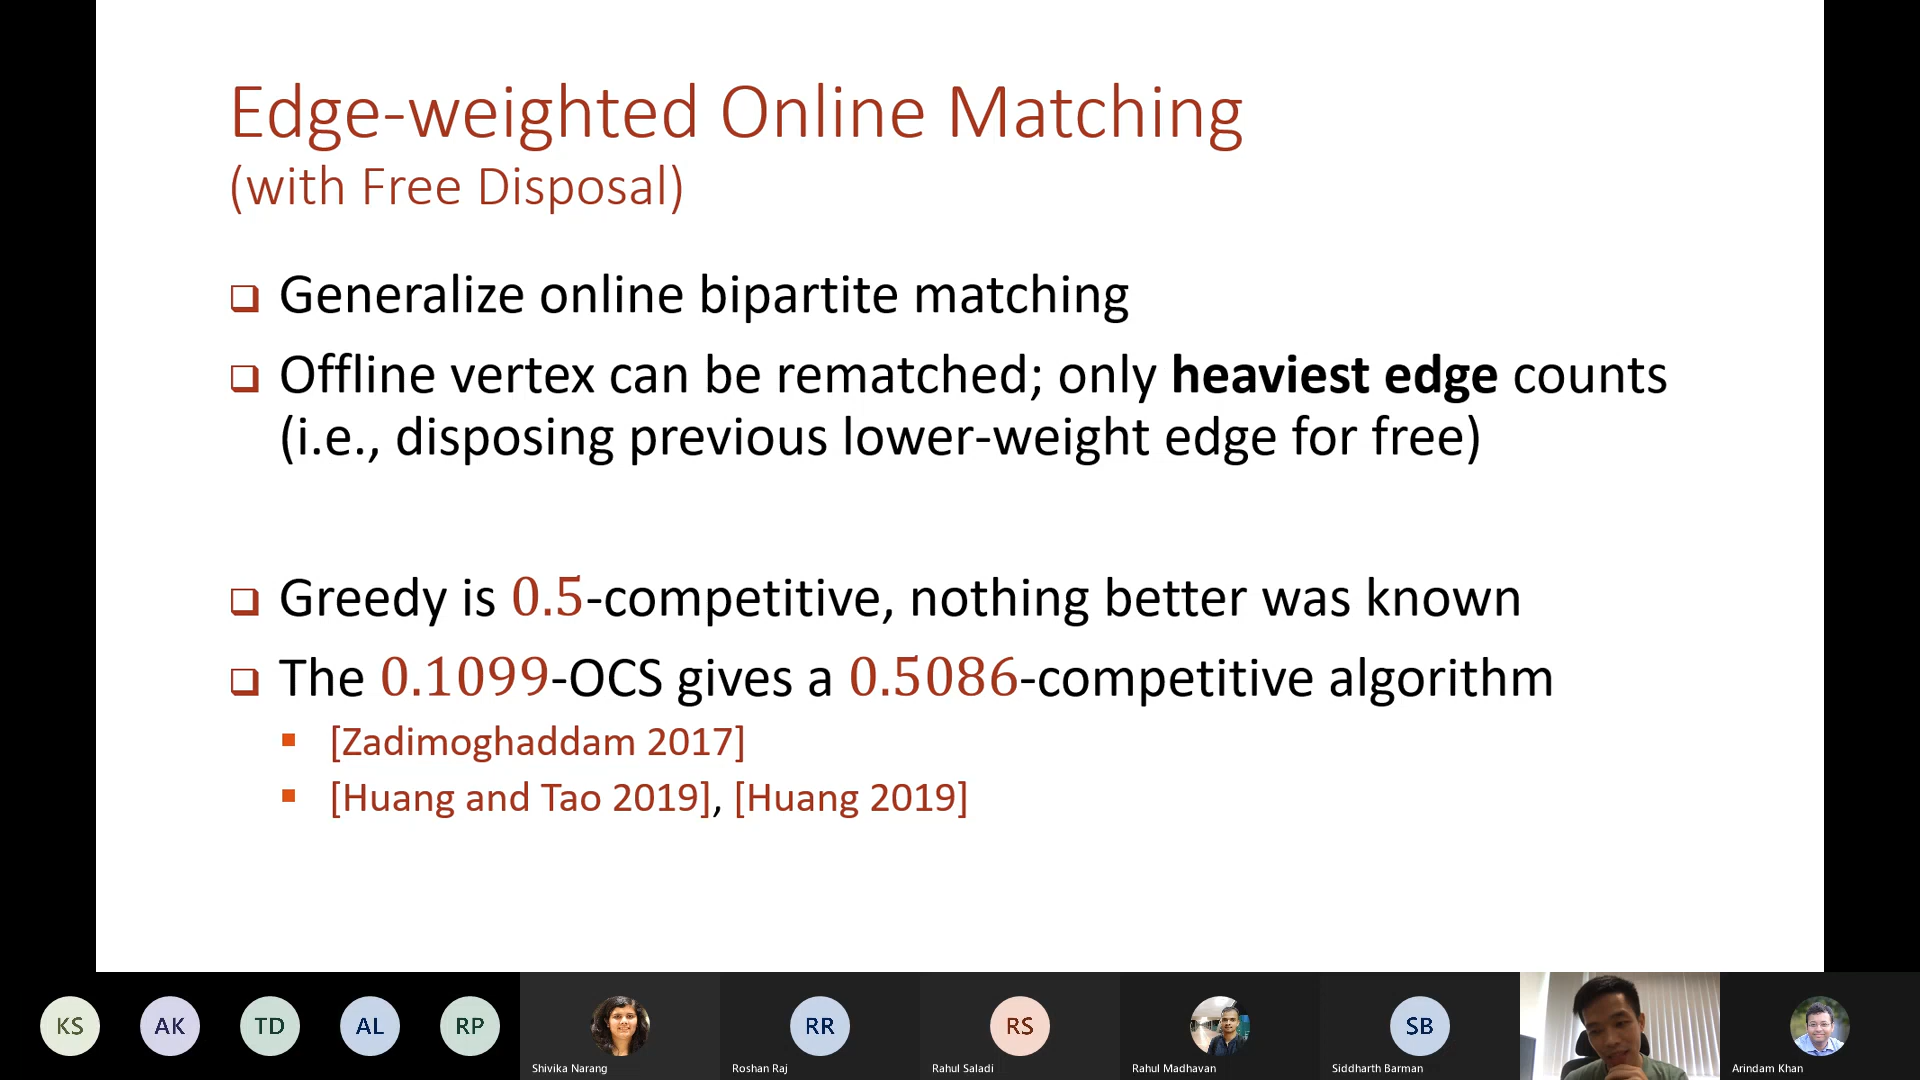 Edge-weighted Online Matching
(with Free Disposal)
Generalize online bipartite matching
Offline vertex can be rematched; only heaviest edge counts
(i.e., disposing previous lower-weight edge for free)
Greedy is 0.5-competitive, nothing better was known
The 0.1099-OCS gives a 0.5086-competitive algorithm
[Zadimoghaddam 2017]
[Huang and Tao 2019], [Huang 2019]
KS AK TD AL RP RR RS SB
Shivika Narang Roshan Raj Rahul Saladi Rahul Madhavan Siddharth Barman Arindam Khan